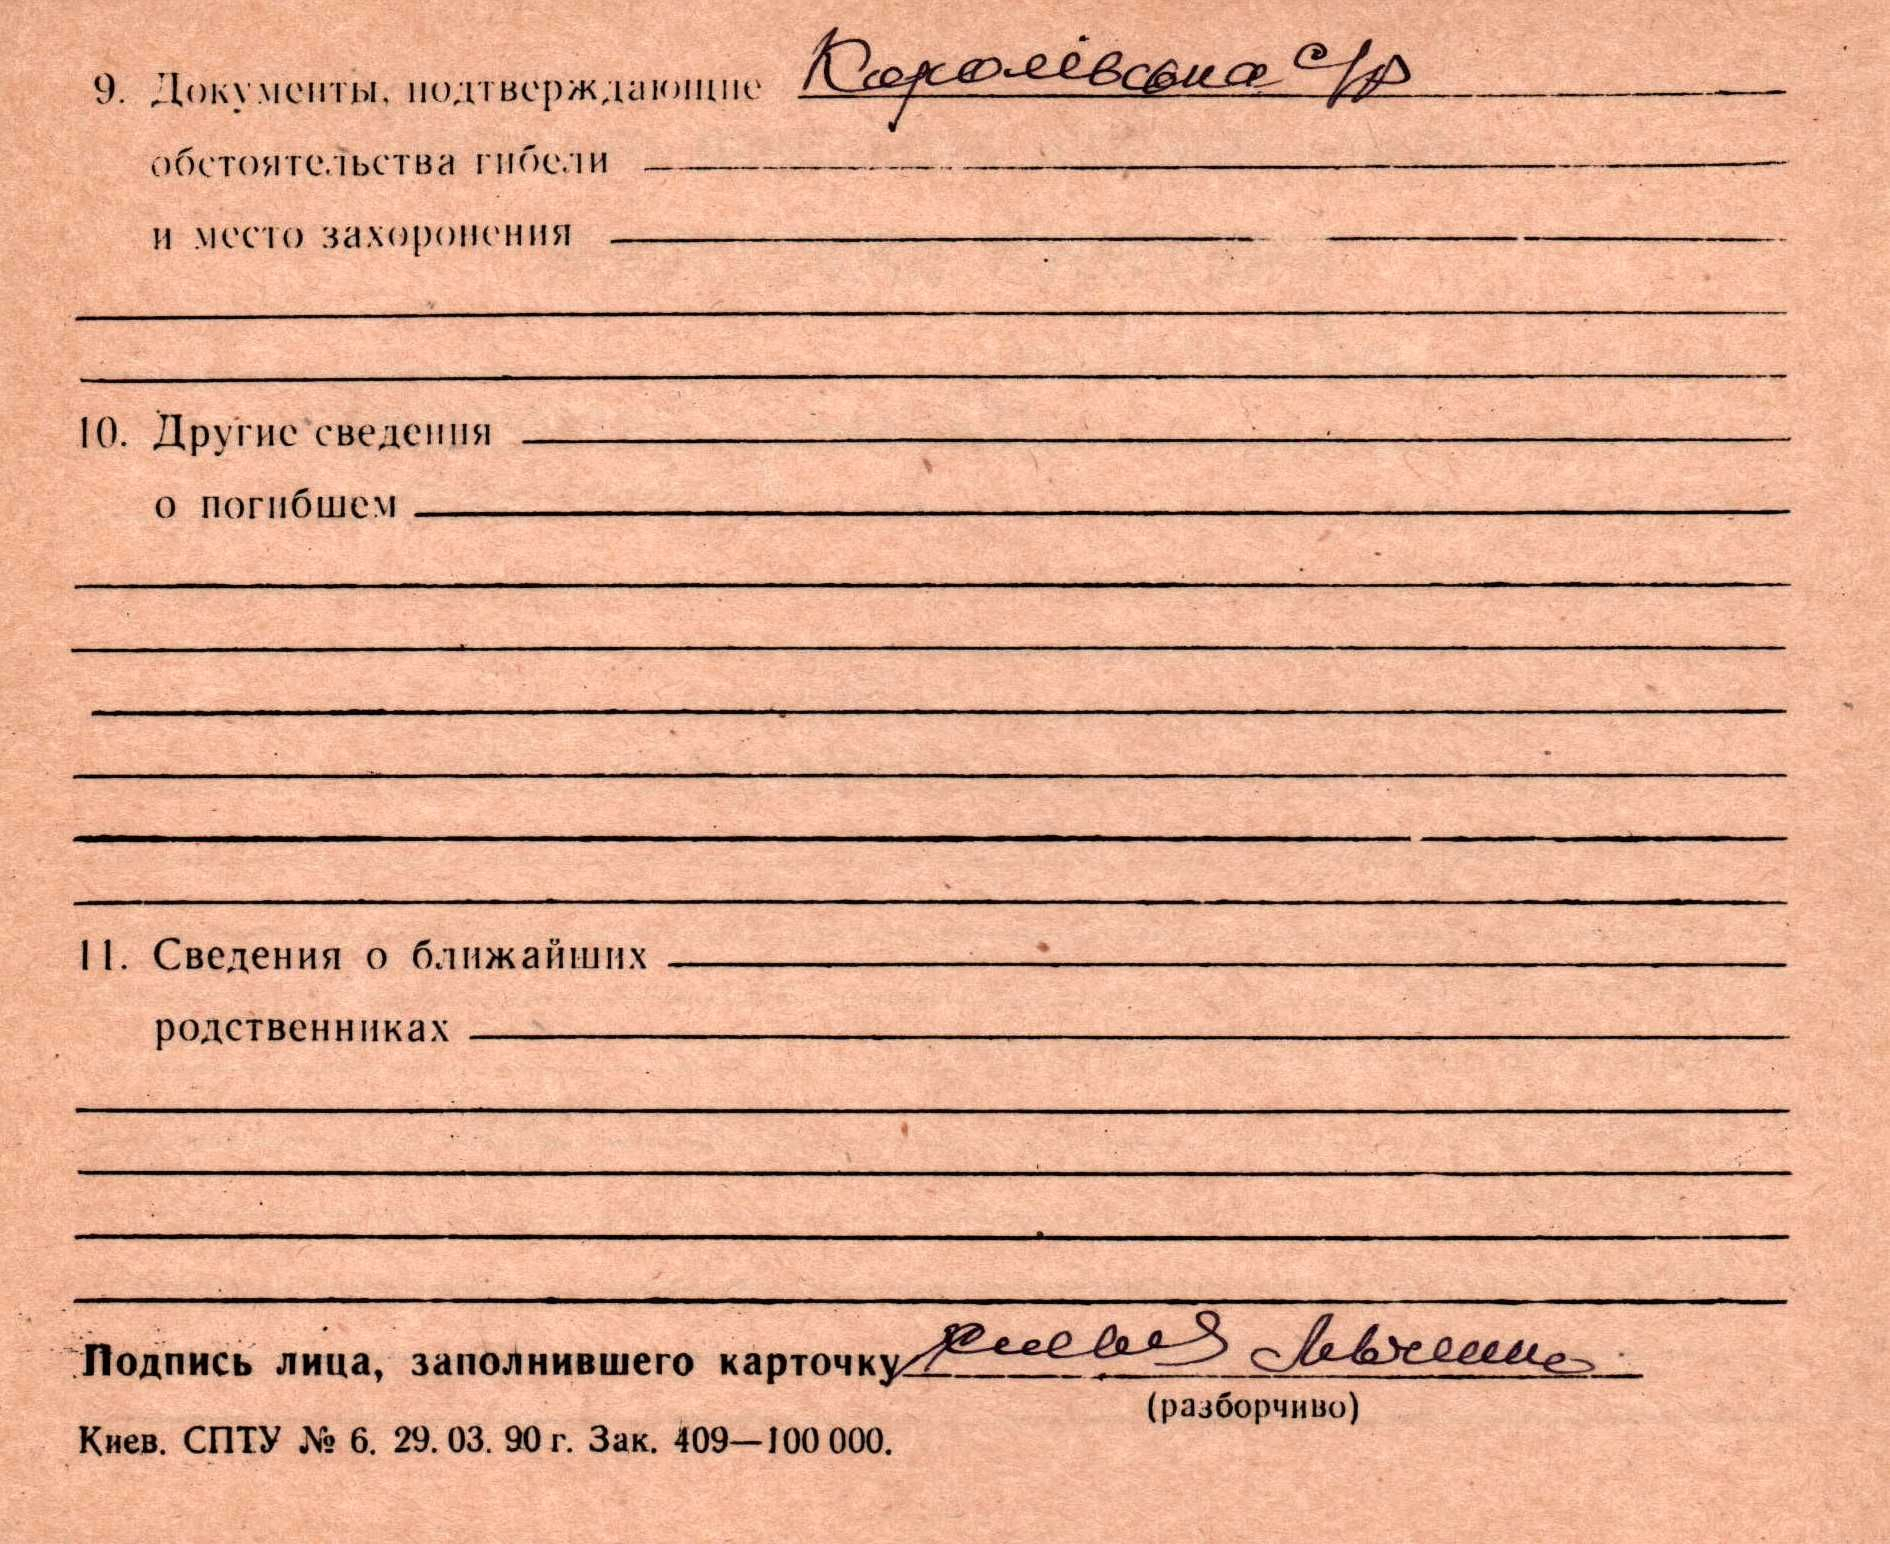 9. Документы, подтверждающие Королівська с/р
обстоятельства гибели
и место захоронения
10. Другие сведения
о погибшем
11. Сведения о ближайших
родственниках
Подпись лица, заполнившего карточку
(разборчиво)
Киев. СПТУ № 6. 29. 03. 90 г. Зак. 409—100 000.